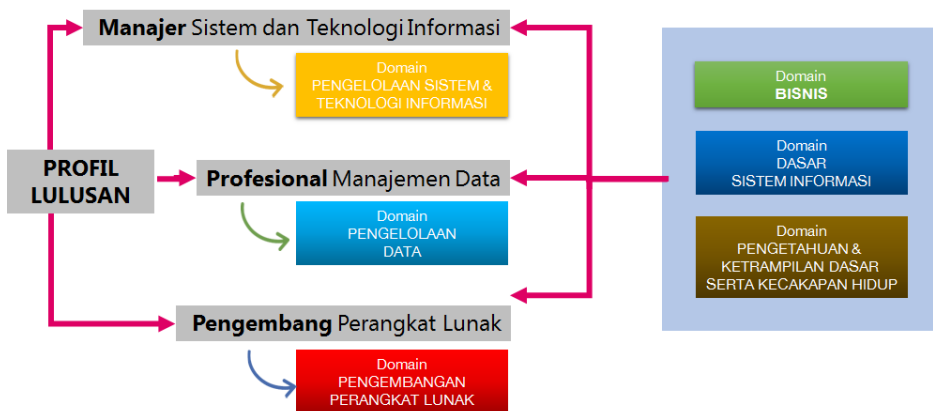 Manajer Sistem dan Teknologi Informasi
Domain
PENGELOLAAN SISTEM &
TEKNOLOGI INFORMASI
PROFIL
LULUSAN
Profesional Manajemen Data
Domain
PENGELOLAAN
DATA
Pengembang Perangkat Lunak
Domain
PENGEMBANGAN
PERANGKAT LUNAK
Domain
BISNIS
Domain
DASAR
SISTEM INFORMASI
Domain
PENGETAHUAN &
KETRAMPILAN DASAR
SERTA KECAKAPAN HIDUP